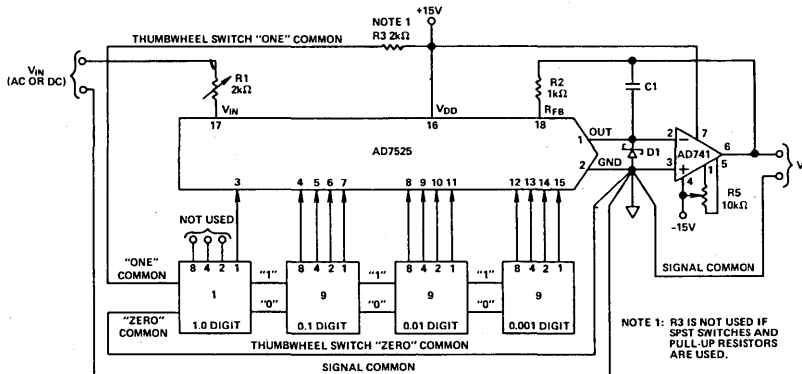 +15V
NOTE 1
R3 2kΩ
THUMBWHEEL SWITCH "ONE" COMMON
VIN
(AC OR DC)
R1
2kΩ
R2
1kΩ
C1
VIN
VDD
RFB
17
16
18
AD7525
1
OUT
2
GND
D1
2
3
7
6
AD741
1
5
4
R5
10kΩ
-15V
V
SIGNAL COMMON
3
4 5 6 7
8 9 10 11
12 13 14 15
NOT USED
"ONE"
COMMON
8 4 2 1
8 4 2 1
8 4 2 1
8 4 2 1
1
"1"
9
"1"
9
"1"
9
"0"
"0"
"0"
"ZERO"
COMMON
1.0 DIGIT
0.1 DIGIT
0.01 DIGIT
0.001 DIGIT
THUMBWHEEL SWITCH "ZERO" COMMON
SIGNAL COMMON
NOTE 1: R3 IS NOT USED IF
SPST SWITCHES AND
PULL-UP RESISTORS
ARE USED.